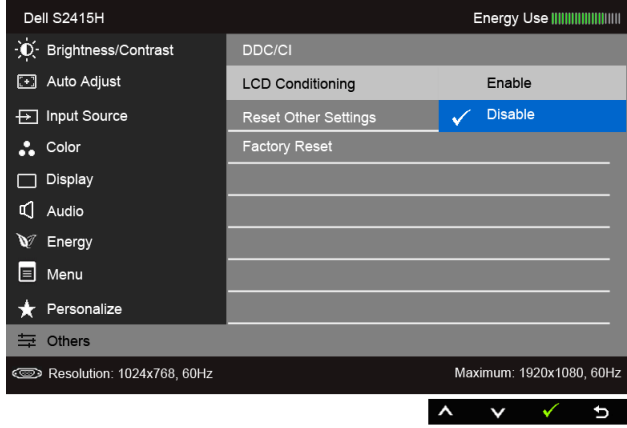 Dell S2415H Energy Use
Brightness/Contrast DDC/CI
Auto Adjust LCD Conditioning Enable
Input Source Reset Other Settings Disable
Color Factory Reset
Display
Audio
Energy
Menu
Personalize
Others
Resolution: 1024x768, 60Hz Maximum: 1920x1080, 60Hz